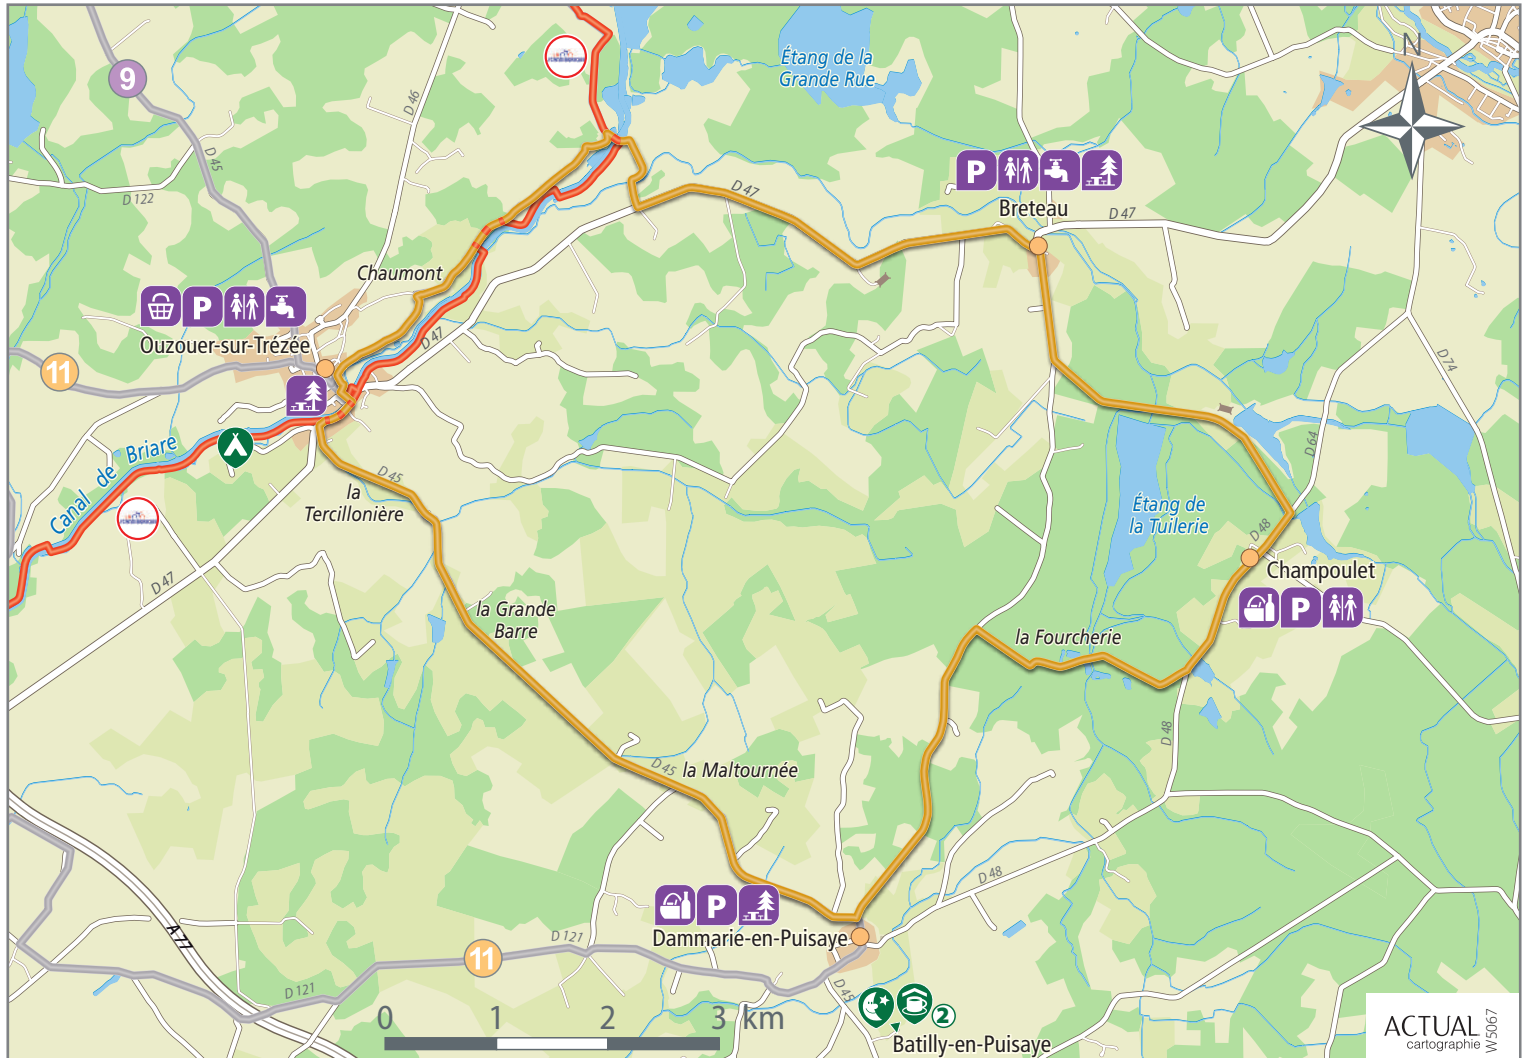 Étang de la
Grande Rue
N
9
D 46
D 45
D 122
P
Breteau
D 47
D 47
Chaumont
P
Ouzouer-sur-Trézée
D 47
11
D 74
D 64
Canal de Briare
D 45
la
Tercillonière
Étang de
la Tuilerie
D 48
Champoulet
P
D 47
la Grande
Barre
la Fourcherie
D 48
D 45
la Maltournée
D 48
P
Dammarie-en-Puisaye
A 77
D 121
11
D 121
D 45
2
Batilly-en-Puisaye
0 1 2 3 km
ACTUAL
cartographie
W5067